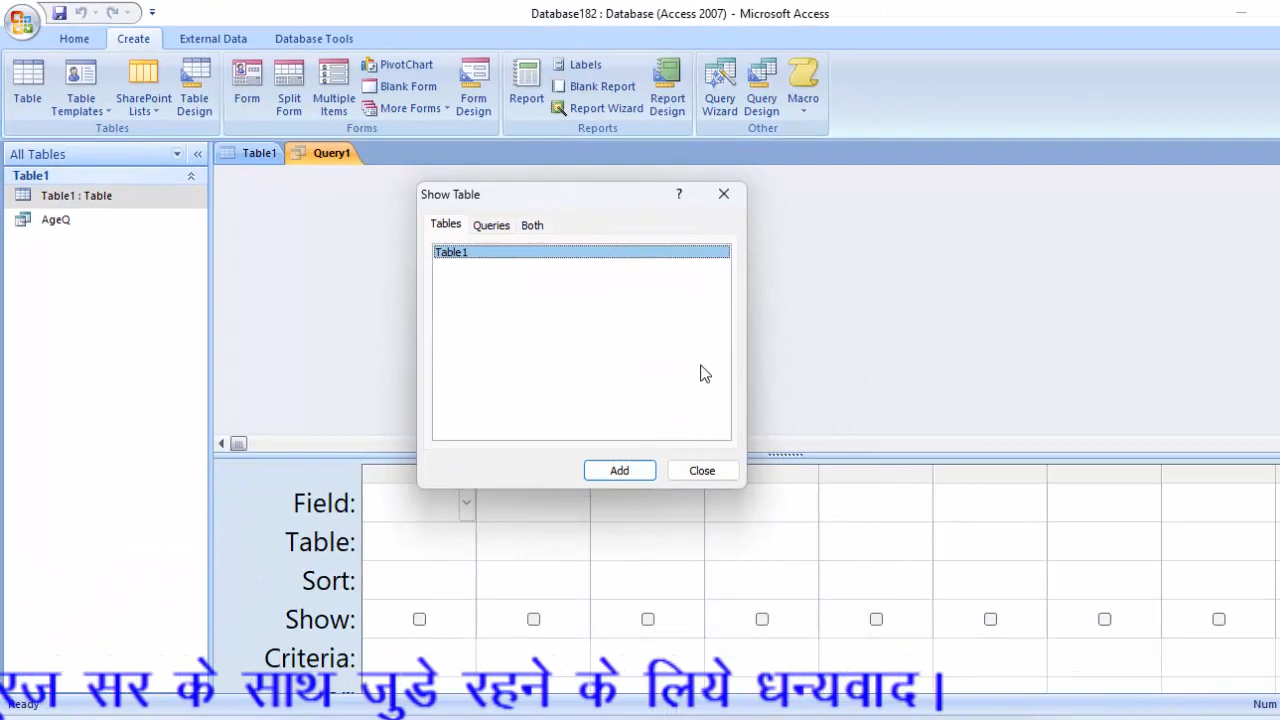 Database182 : Database (Access 2007) - Microsoft Access
Home Create External Data Database Tools
Table
Table Templates
SharePoint Lists
Table Design
Tables
Form
Split Form
Multiple Items
PivotChart
Blank Form
More Forms
Form Design
Forms
Report
Labels
Blank Report
Report Wizard
Report Design
Reports
Query Wizard
Query Design
Macro
Other
All Tables «
Table1 Query1
Table1
Table1 : Table
AgeQ
Show Table ?
Tables Queries Both
Table1
Add Close
Field:
Table:
Sort:
Show:
Criteria:
सर के साथ जुडे रहने के लिये धन्यवाद।
Ready Num